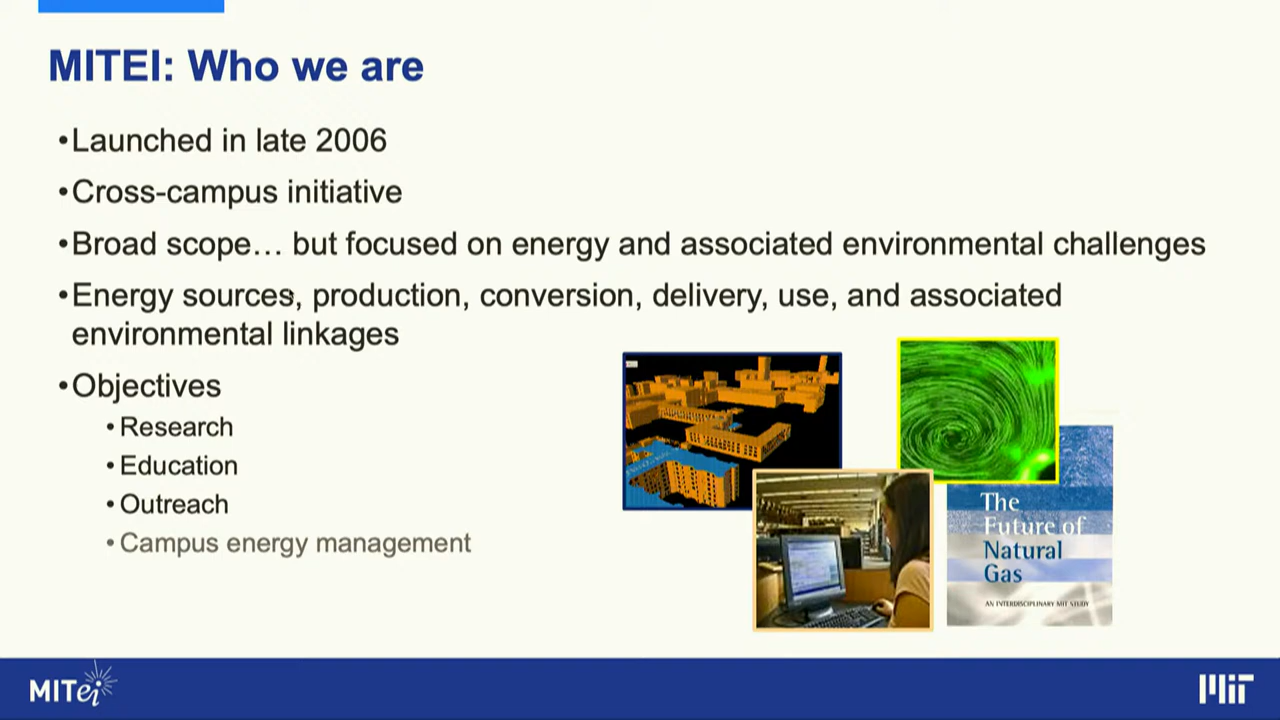 MITEI: Who we are
•Launched in late 2006
•Cross-campus initiative
•Broad scope… but focused on energy and associated environmental challenges
•Energy sources, production, conversion, delivery, use, and associated
environmental linkages
•Objectives
•Research
•Education
•Outreach
•Campus energy management
The
Future of
Natural
Gas
AN INTERDISCIPLINARY MIT STUDY
MITei
MIT